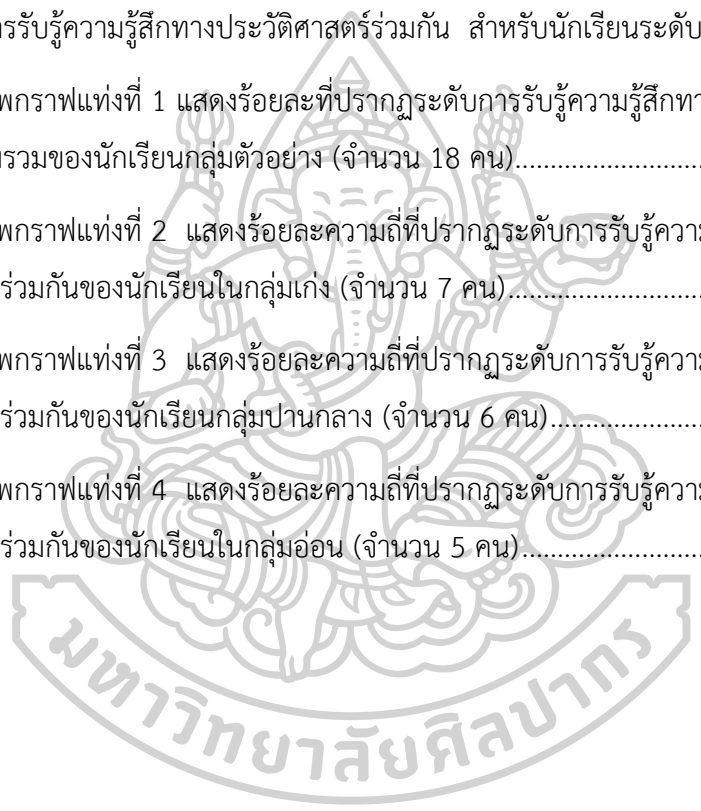 ารรับรู้ความรู้สึกทางประวัติศาสตร์ร่วมกัน สำหรับนักเรียนระดับ
พกราฟแท่งที่ 1 แสดงร้อยละที่ปรากฏระดับการรับรู้ความรู้สึกทา
รวมของนักเรียนกลุ่มตัวอย่าง (จำนวน 18 คน)......................
พกราฟแท่งที่ 2 แสดงร้อยละความถี่ที่ปรากฏระดับการรับรู้ความ
ร่วมกันของนักเรียนในกลุ่มเก่ง (จำนวน 7 คน)......................
พกราฟแท่งที่ 3 แสดงร้อยละความถี่ที่ปรากฏระดับการรับรู้ความ
ร่วมกันของนักเรียนกลุ่มปานกลาง (จำนวน 6 คน)..................
พกราฟแท่งที่ 4 แสดงร้อยละความถี่ที่ปรากฏระดับการรับรู้ความ
ร่วมกันของนักเรียนในกลุ่มอ่อน (จำนวน 5 คน).....................
มหาวิทยาลัยศิลปากร